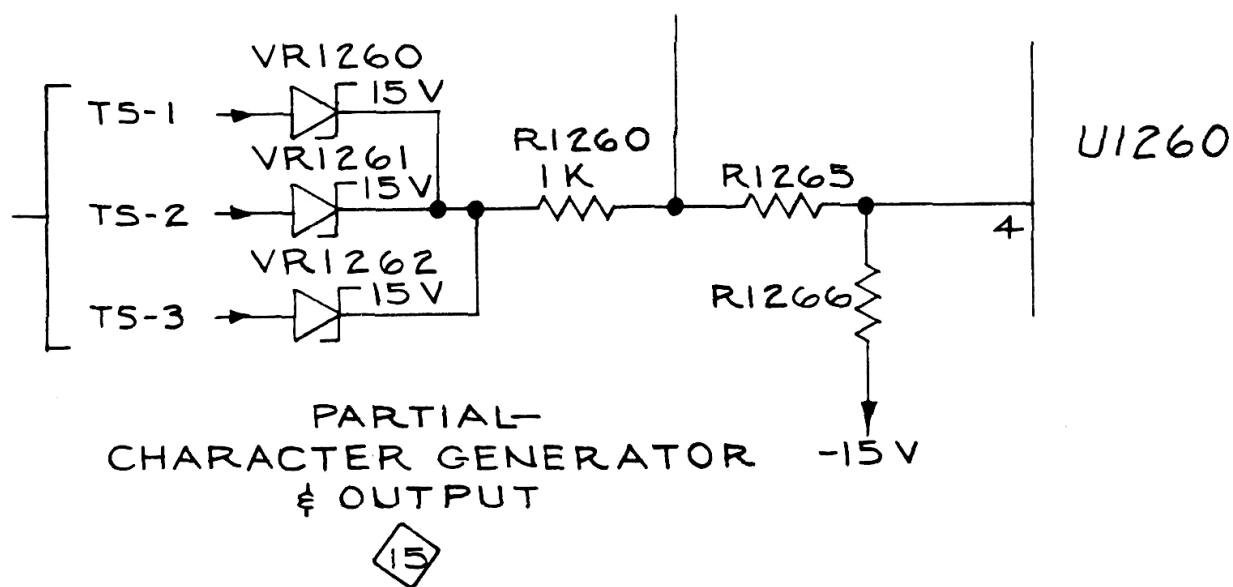 VR1260
15 V
TS-1
VR1261
15 V
TS-2
VR1262
15 V
TS-3
R1260
1 K
R1265
U1260
4
R1266
-15 V
PARTIAL-
CHARACTER GENERATOR
& OUTPUT
15